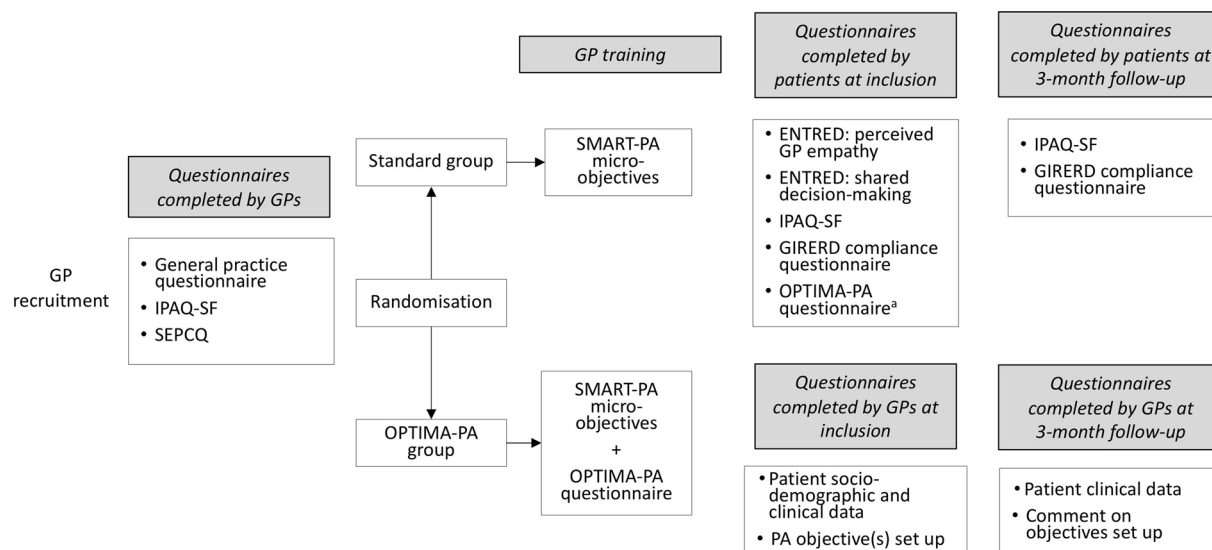 GP training
Questionnaires
completed by
patients at inclusion
Questionnaires
completed by patients at
3-month follow-up
Questionnaires
completed by GPs
Standard group
SMART-PA
micro-
objectives
• ENTRED: perceived
GP empathy
• ENTRED: shared
decision-making
• IPAQ-SF
• GIRERD compliance
questionnaire
• OPTIMA-PA
questionnaireᵃ
• IPAQ-SF
• GIRERD compliance
questionnaire
GP
recruitment
• General practice
questionnaire
• IPAQ-SF
• SEPCQ
Randomisation
OPTIMA-PA
group
SMART-PA
micro-
objectives
+
OPTIMA-PA
questionnaire
Questionnaires
completed by GPs at
inclusion
Questionnaires
completed by GPs at
3-month follow-up
• Patient socio-
demographic and
clinical data
• PA objective(s) set up
• Patient clinical data
• Comment on
objectives set up